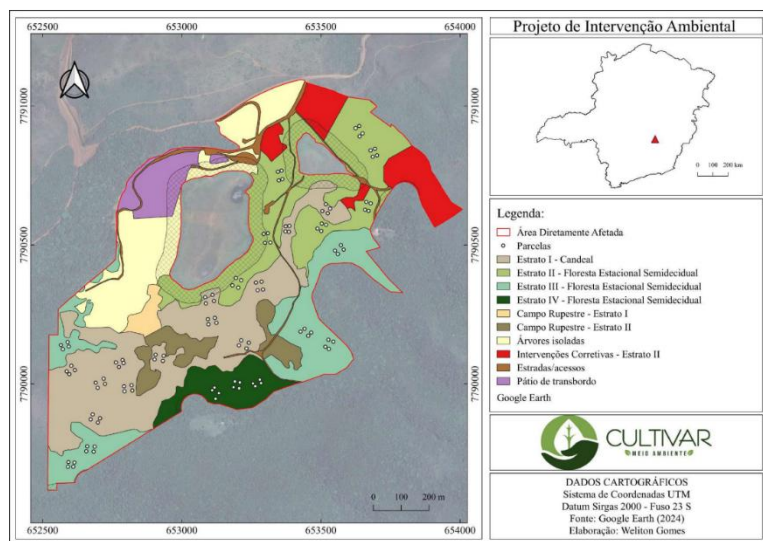 Projeto de Intervenção Ambiental
652500 653000 653500 654000
7791000 7791000
7790500 7790500
7790000 7790000
0 100 200 m
652500 653000 653500 654000
0 100 200 km
Legenda:
Área Diretamente Afetada
Parcelas
Estrato I - Candeal
Estrato II - Floresta Estacional Semidecidual
Estrato III - Floresta Estacional Semidecidual
Estrato IV - Floresta Estacional Semidecidual
Campo Rupestre - Estrato I
Campo Rupestre - Estrato II
Árvores isoladas
Intervenções Corretivas - Estrato II
Estradas/acessos
Pátio de transbordo
Google Earth
CULTIVAR
MEIO AMBIENTE
DADOS CARTOGRÁFICOS
Sistema de Coordenadas UTM
Datum Sirgas 2000 - Fuso 23 S
Fonte: Google Earth (2024)
Elaboração: Weliton Gomes